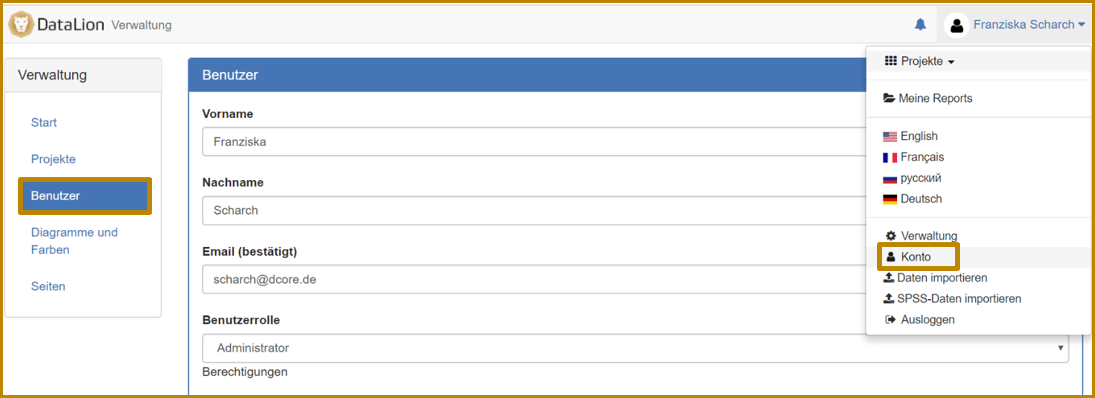 DataLion Verwaltung
Franziska Scharch
Verwaltung
Start
Projekte
Benutzer
Diagramme und
Farben
Seiten
Benutzer
Vorname
Franziska
Nachname
Scharch
Email (bestätigt)
scharch@dcore.de
Benutzerrolle
Administrator
Berechtigungen
Projekte
Meine Reports
English
Français
русский
Deutsch
Verwaltung
Konto
Daten importieren
SPSS-Daten importieren
Ausloggen